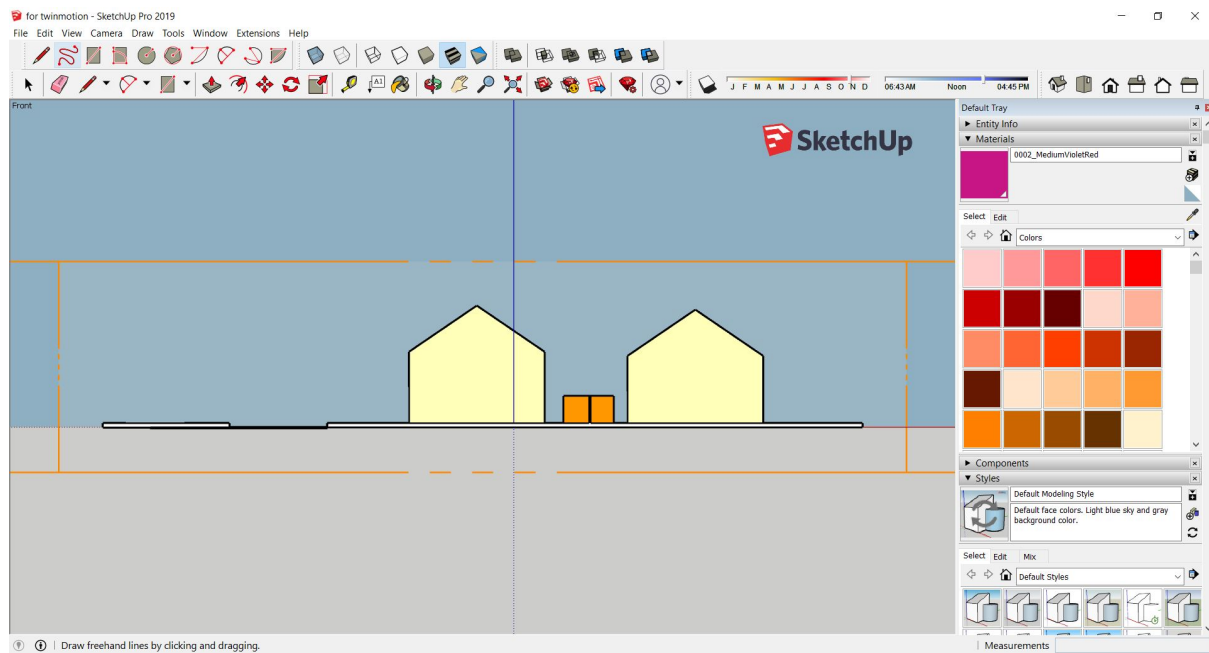 for twinmotion - SketchUp Pro 2019
File Edit View Camera Draw Tools Window Extensions Help
A1
J F M A M J J A S O N D 06:43 AM Noon 04:45 PM
Front
SketchUp
Default Tray
Entity Info
Materials
0002_MediumVioletRed
Select Edit
Colors
Components
Styles
Default Modeling Style
Default face colors. Light blue sky and gray
background color.
Select Edit Mix
Default Styles
Draw freehand lines by clicking and dragging.
Measurements